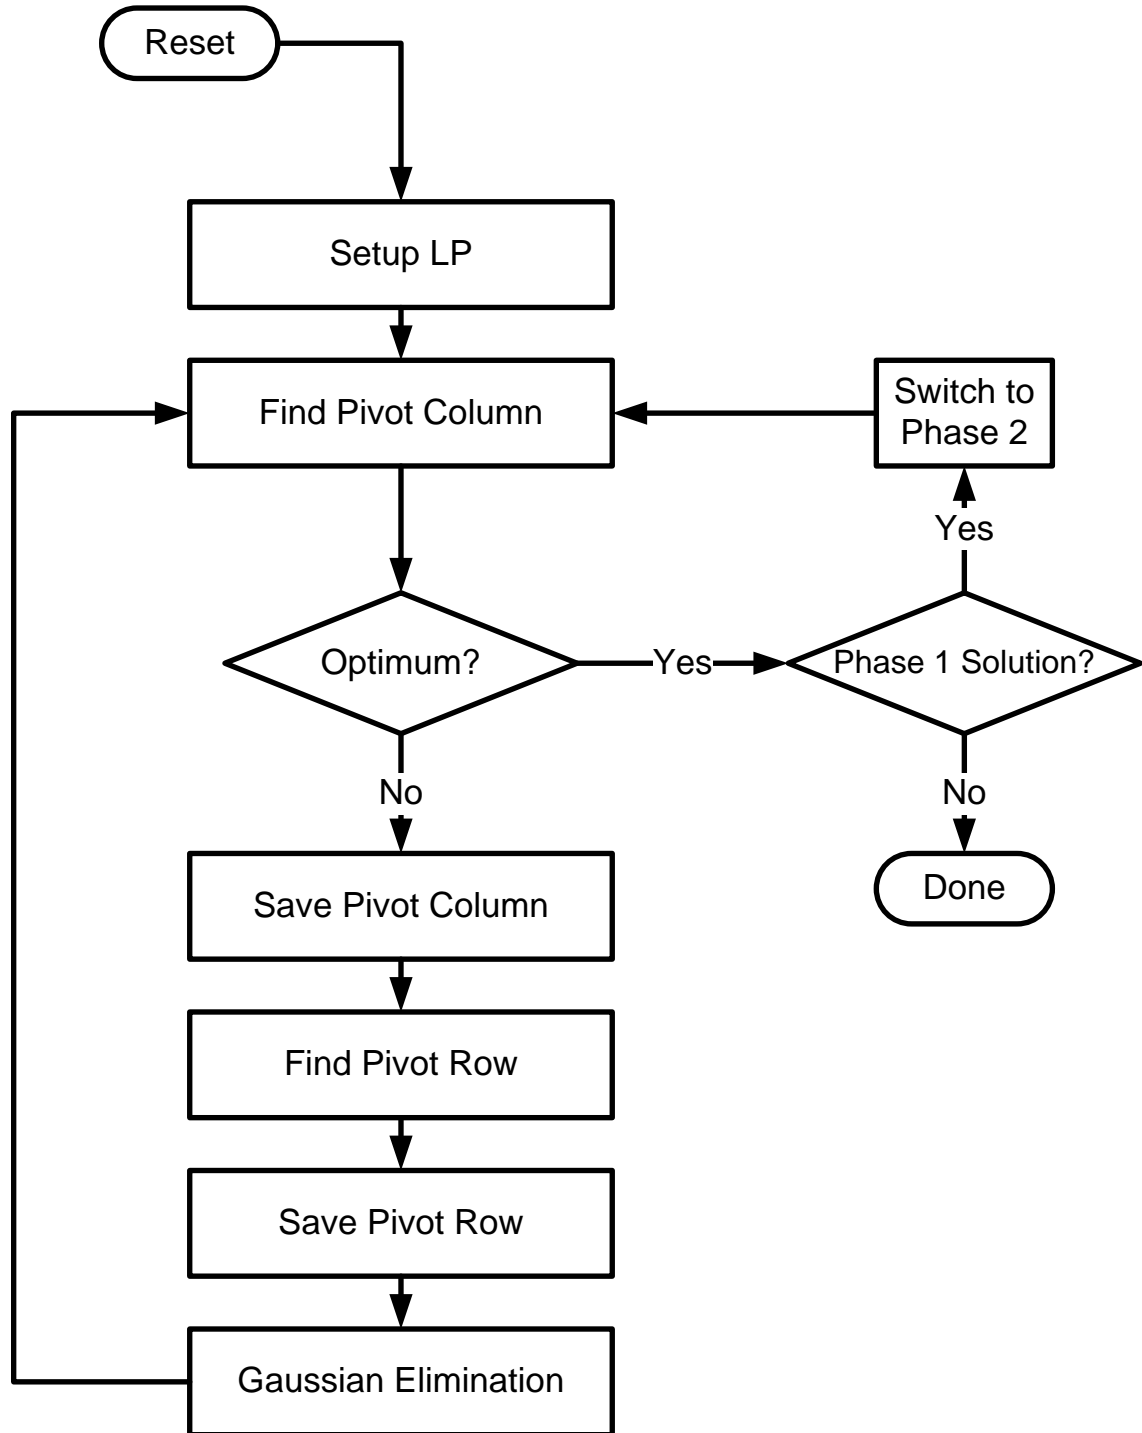 Reset
Setup LP
Find Pivot Column
Switch to
Phase 2
Yes
Optimum?
Yes
Phase 1 Solution?
No
No
Save Pivot Column
Done
Find Pivot Row
Save Pivot Row
Gaussian Elimination